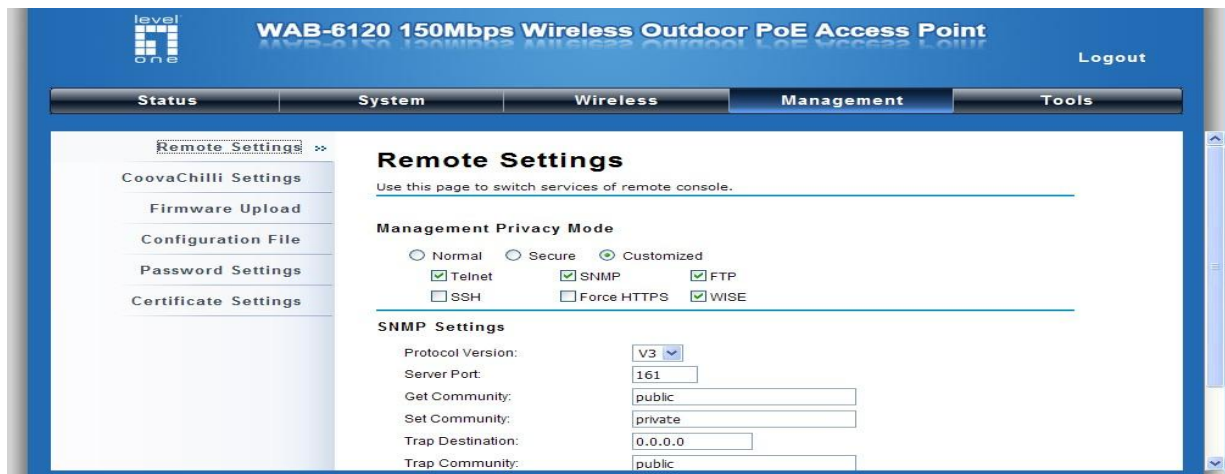 level
one
WAB-6120 150Mbps Wireless Outdoor PoE Access Point
Logout
Status System Wireless Management Tools
Remote Settings »
CoovaChilli Settings
Firmware Upload
Configuration File
Password Settings
Certificate Settings
Remote Settings
Use this page to switch services of remote console.
Management Privacy Mode
Normal Secure Customized
Telnet SNMP FTP
SSH Force HTTPS WISE
SNMP Settings
Protocol Version: V3
Server Port: 161
Get Community: public
Set Community: private
Trap Destination: 0.0.0.0
Trap Community: public